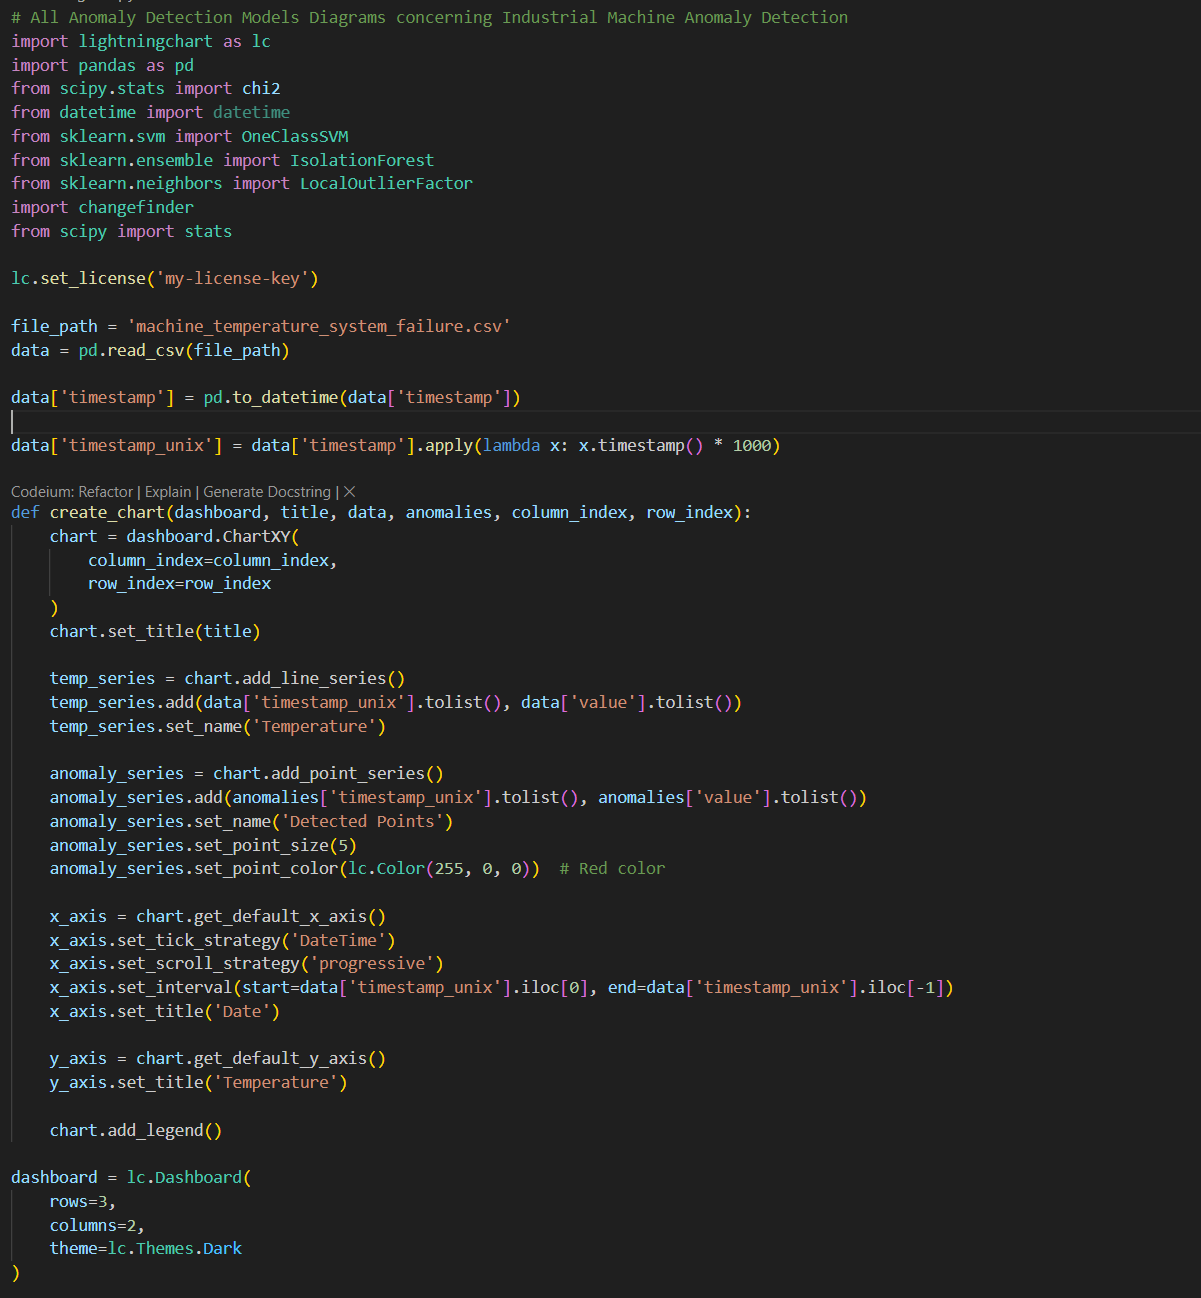 # All Anomaly Detection Models Diagrams concerning Industrial Machine Anomaly Detection
import lightningchart as lc
import pandas as pd
from scipy.stats import chi2
from datetime import datetime
from sklearn.svm import OneClassSVM
from sklearn.ensemble import IsolationForest
from sklearn.neighbors import LocalOutlierFactor
import changefinder
from scipy import stats

lc.set_license('my-license-key')

file_path = 'machine_temperature_system_failure.csv'
data = pd.read_csv(file_path)

data['timestamp'] = pd.to_datetime(data['timestamp'])

data['timestamp_unix'] = data['timestamp'].apply(lambda x: x.timestamp() * 1000)

Codeium: Refactor | Explain | Generate Docstring | ×
def create_chart(dashboard, title, data, anomalies, column_index, row_index):
    chart = dashboard.ChartXY(
        column_index=column_index,
        row_index=row_index
    )
    chart.set_title(title)

    temp_series = chart.add_line_series()
    temp_series.add(data['timestamp_unix'].tolist(), data['value'].tolist())
    temp_series.set_name('Temperature')

    anomaly_series = chart.add_point_series()
    anomaly_series.add(anomalies['timestamp_unix'].tolist(), anomalies['value'].tolist())
    anomaly_series.set_name('Detected Points')
    anomaly_series.set_point_size(5)
    anomaly_series.set_point_color(lc.Color(255, 0, 0))  # Red color

    x_axis = chart.get_default_x_axis()
    x_axis.set_tick_strategy('DateTime')
    x_axis.set_scroll_strategy('progressive')
    x_axis.set_interval(start=data['timestamp_unix'].iloc[0], end=data['timestamp_unix'].iloc[-1])
    x_axis.set_title('Date')

    y_axis = chart.get_default_y_axis()
    y_axis.set_title('Temperature')

    chart.add_legend()

dashboard = lc.Dashboard(
    rows=3,
    columns=2,
    theme=lc.Themes.Dark
)